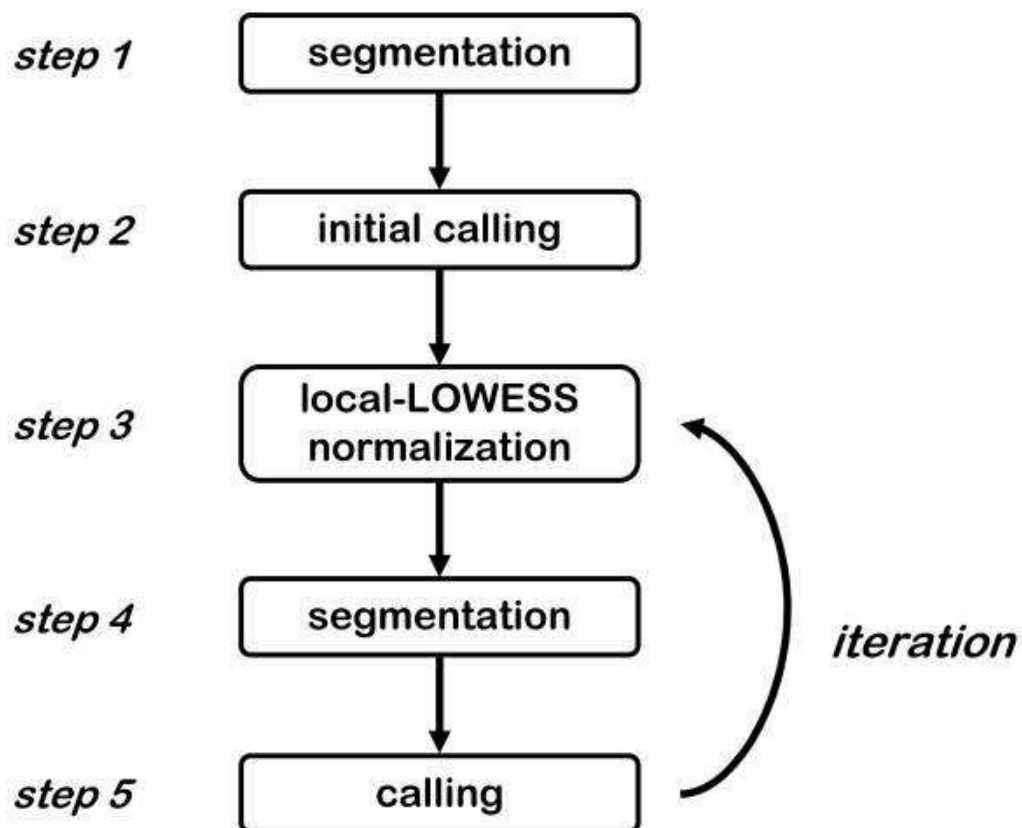 step 1
segmentation
step 2
initial calling
step 3
local-LOWESS
normalization
step 4
segmentation
iteration
step 5
calling